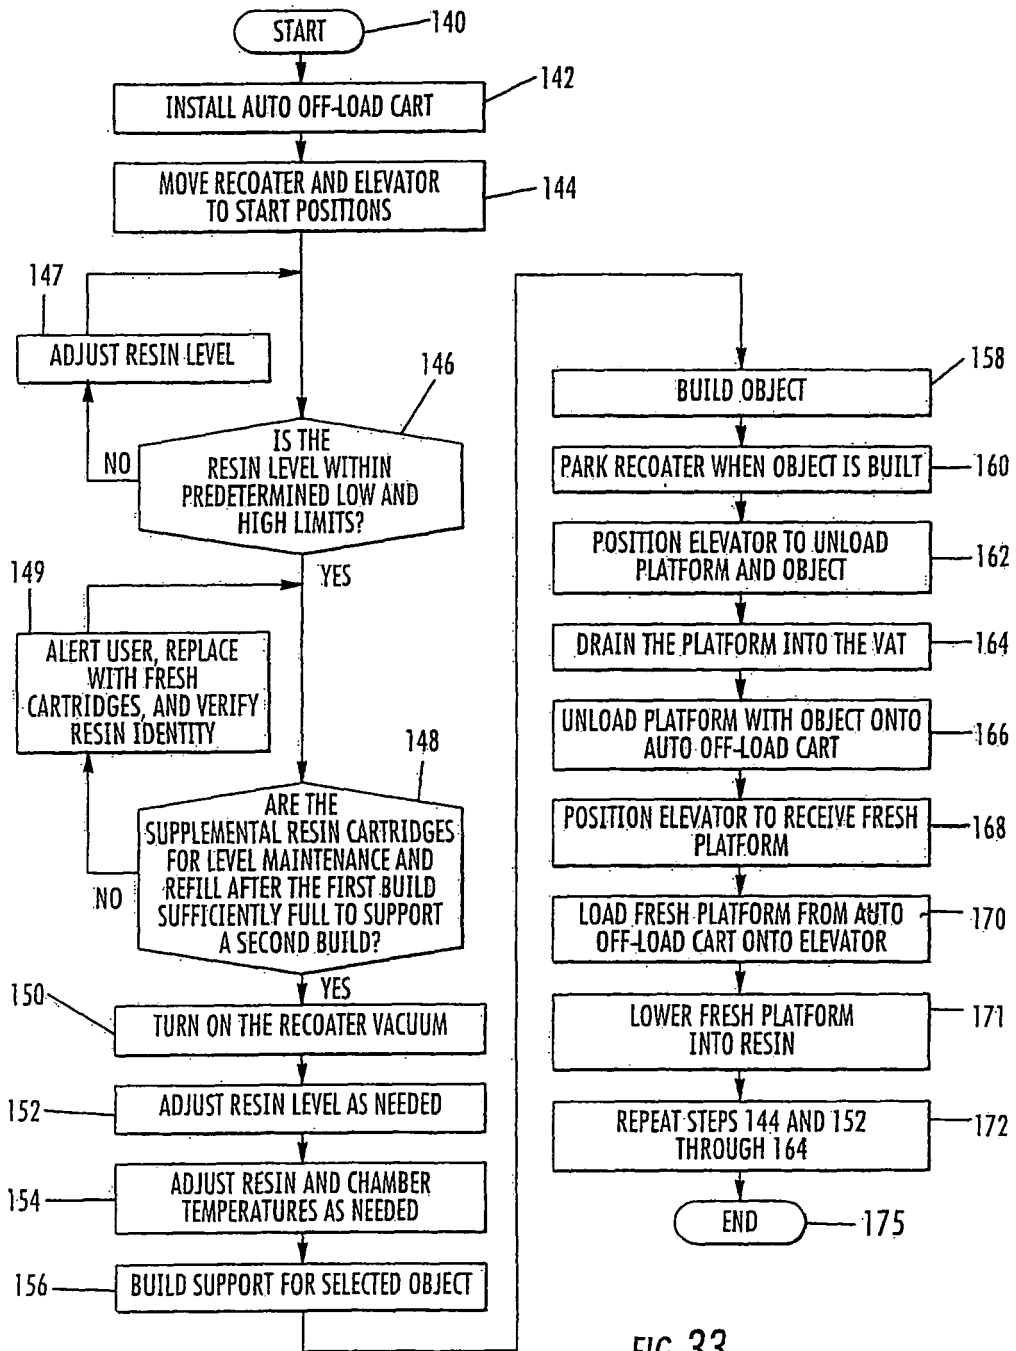 START
140
INSTALL AUTO OFF-LOAD CART
142
MOVE RECOATER AND ELEVATOR
TO START POSITIONS
144
147
ADJUST RESIN LEVEL
146
IS THE
RESIN LEVEL WITHIN
PREDETERMINED LOW AND
HIGH LIMITS?
NO
YES
149
ALERT USER, REPLACE
WITH FRESH
CARTRIDGES, AND VERIFY
RESIN IDENTITY
148
ARE THE
SUPPLEMENTAL RESIN CARTRIDGES
FOR LEVEL MAINTENANCE AND
REFILL AFTER THE FIRST BUILD
SUFFICIENTLY FULL TO SUPPORT
A SECOND BUILD?
NO
YES
150
TURN ON THE RECOATER VACUUM
152
ADJUST RESIN LEVEL AS NEEDED
154
ADJUST RESIN AND CHAMBER
TEMPERATURES AS NEEDED
156
BUILD SUPPORT FOR SELECTED OBJECT
BUILD OBJECT
158
PARK RECOATER WHEN OBJECT IS BUILT
160
POSITION ELEVATOR TO UNLOAD
PLATFORM AND OBJECT
162
DRAIN THE PLATFORM INTO THE VAT
164
UNLOAD PLATFORM WITH OBJECT ONTO
AUTO OFF-LOAD CART
166
POSITION ELEVATOR TO RECEIVE FRESH
PLATFORM
168
LOAD FRESH PLATFORM FROM AUTO
OFF-LOAD CART ONTO ELEVATOR
170
LOWER FRESH PLATFORM
INTO RESIN
171
REPEAT STEPS 144 AND 152
THROUGH 164
172
END
175
FIG. 33